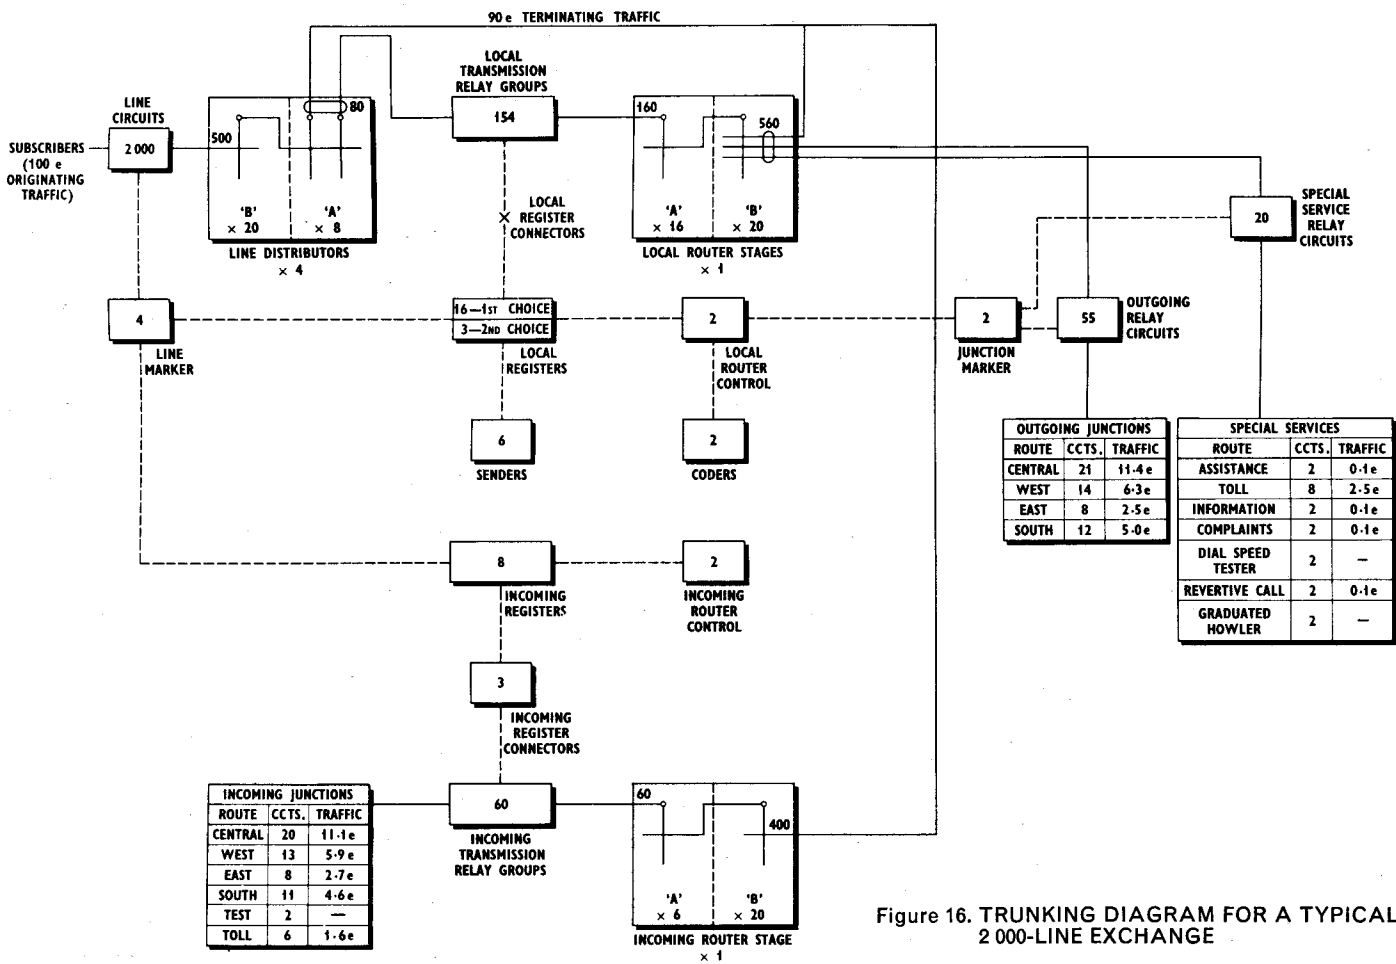 90 e TERMINATING TRAFFIC
LOCAL
TRANSMISSION
RELAY GROUPS
154
LINE
CIRCUITS
2 000
SUBSCRIBERS
(100 e
ORIGINATING
TRAFFIC)
500
80
'B'
× 20
'A'
× 8
LINE DISTRIBUTORS
× 4
LOCAL
REGISTER
CONNECTORS
160
560
'A'
× 16
'B'
× 20
LOCAL ROUTER STAGES
× 1
20
SPECIAL
SERVICE
RELAY
CIRCUITS
4
LINE
MARKER
16—1ST CHOICE
3—2ND CHOICE
LOCAL
REGISTERS
2
LOCAL
ROUTER
CONTROL
2
JUNCTION
MARKER
55
OUTGOING
RELAY
CIRCUITS
6
SENDERS
2
CODERS
OUTGOING JUNCTIONS
ROUTE CCTS. TRAFFIC
CENTRAL 21 11·4 e
WEST 14 6·3 e
EAST 8 2·5 e
SOUTH 12 5·0 e
SPECIAL SERVICES
ROUTE CCTS. TRAFFIC
ASSISTANCE 2 0·1e
TOLL 8 2·5e
INFORMATION 2 0·1e
COMPLAINTS 2 0·1e
DIAL SPEED
TESTER 2 —
REVERTIVE CALL 2 0·1e
GRADUATED
HOWLER 2 —
8
INCOMING
REGISTERS
2
INCOMING
ROUTER
CONTROL
3
INCOMING
REGISTER
CONNECTORS
INCOMING JUNCTIONS
ROUTE CCTS. TRAFFIC
CENTRAL 20 11·1e
WEST 13 5·9 e
EAST 8 2·7 e
SOUTH 11 4·6 e
TEST 2 —
TOLL 6 1·6 e
60
INCOMING
TRANSMISSION
RELAY GROUPS
60
400
'A'
× 6
'B'
× 20
INCOMING ROUTER STAGE
× 1
Figure 16. TRUNKING DIAGRAM FOR A TYPICAL
2 000-LINE EXCHANGE